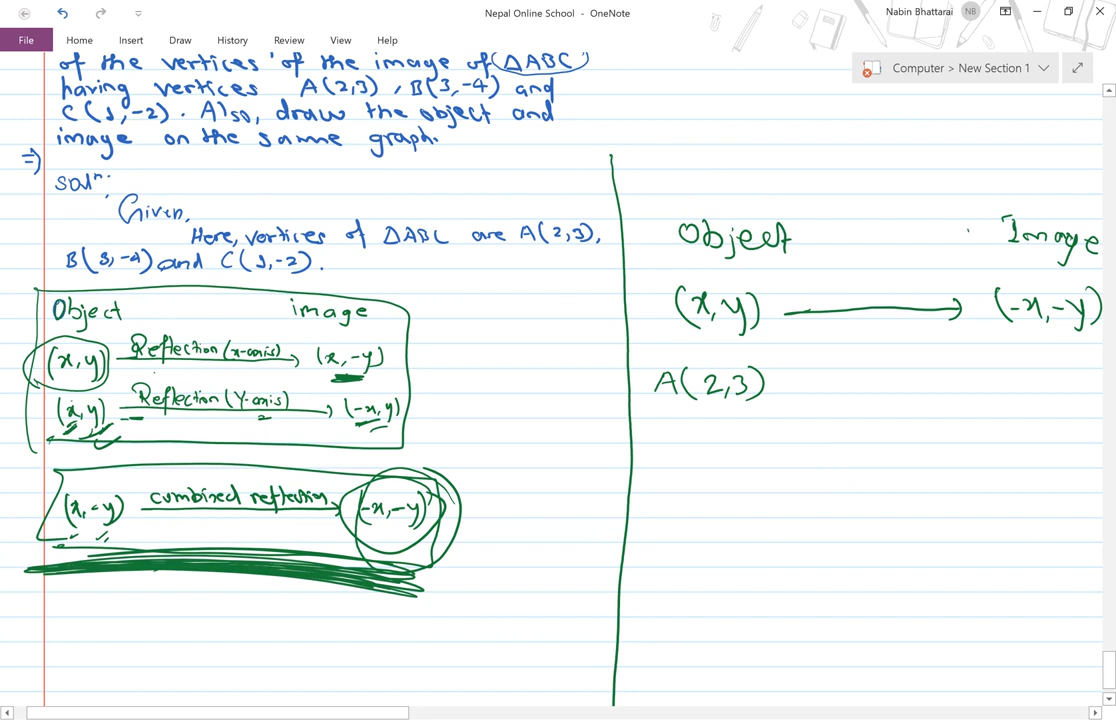 Nepal Online School - OneNote
Nabin Bhattarai NB
File Home Insert Draw History Review View Help
Computer > New Section 1
of the vertices of the image of ΔABC
having vertices A(2,3), B(3,-4) and
C(1,-2). Also, draw the object and
image on the same graph.
⇒
solⁿ:
Given,
Here, vertices of ΔABC are A(2,3),
B(3,-4) and C(1,-2).
Object image
(x,y) Reflection (x-axis) → (x,-y)
(x,y) Reflection (Y-axis) → (-x,y)
(x,-y) combined reflection → (-x,-y)
Object Image
(x,y) → (-x,-y)
A(2,3)